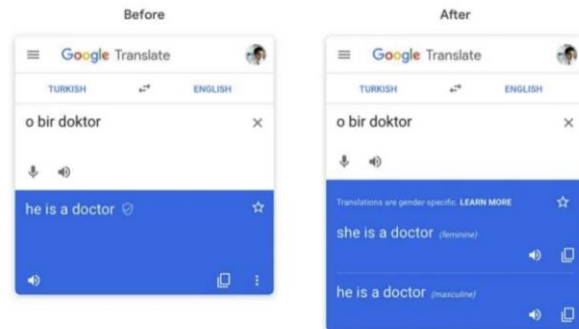 Before
Google Translate
TURKISH ENGLISH
o bir doktor
he is a doctor
After
Google Translate
TURKISH ENGLISH
o bir doktor
Translations are gender-specific. LEARN MORE
she is a doctor (feminine)
he is a doctor (masculine)